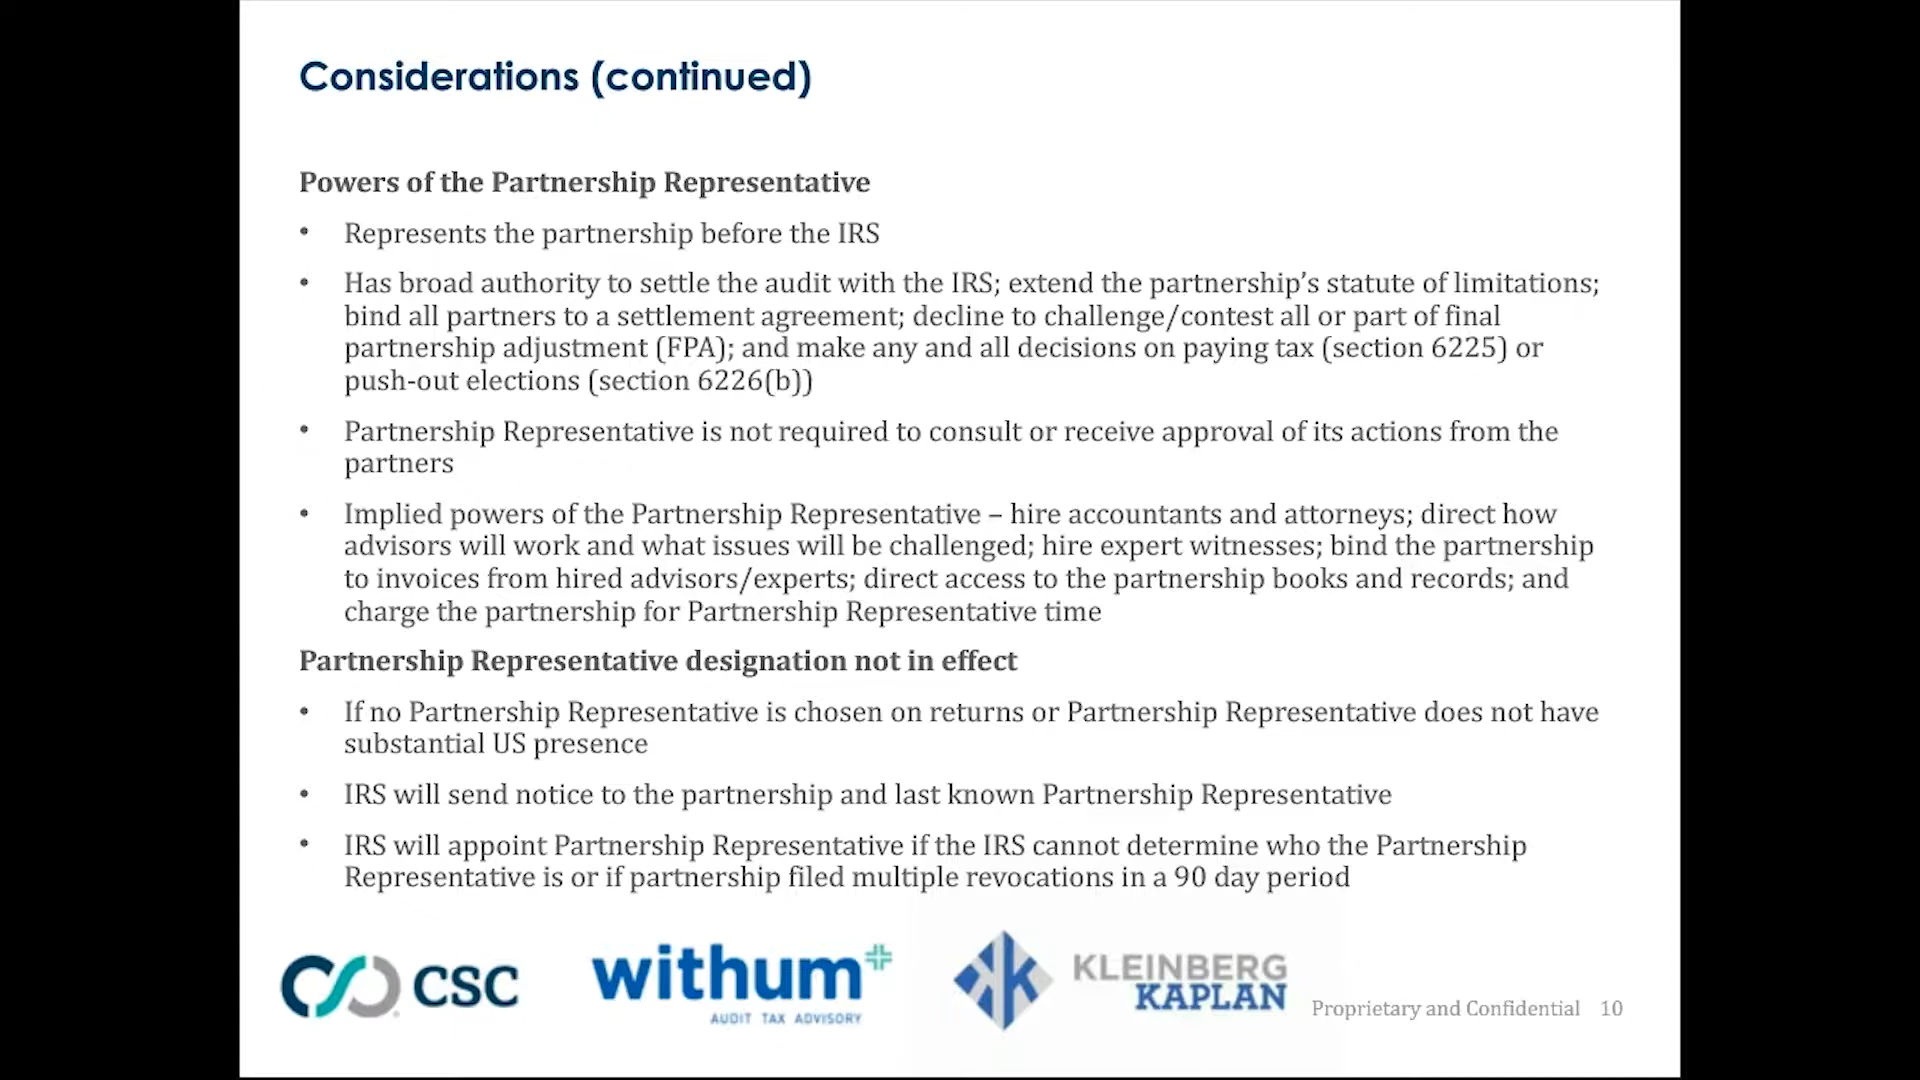 Considerations (continued)
Powers of the Partnership Representative
• Represents the partnership before the IRS
• Has broad authority to settle the audit with the IRS; extend the partnership’s statute of limitations;
bind all partners to a settlement agreement; decline to challenge/contest all or part of final
partnership adjustment (FPA); and make any and all decisions on paying tax (section 6225) or
push-out elections (section 6226(b))
• Partnership Representative is not required to consult or receive approval of its actions from the
partners
• Implied powers of the Partnership Representative – hire accountants and attorneys; direct how
advisors will work and what issues will be challenged; hire expert witnesses; bind the partnership
to invoices from hired advisors/experts; direct access to the partnership books and records; and
charge the partnership for Partnership Representative time
Partnership Representative designation not in effect
• If no Partnership Representative is chosen on returns or Partnership Representative does not have
substantial US presence
• IRS will send notice to the partnership and last known Partnership Representative
• IRS will appoint Partnership Representative if the IRS cannot determine who the Partnership
Representative is or if partnership filed multiple revocations in a 90 day period
CSC
withum+
AUDIT TAX ADVISORY
KLEINBERG
KAPLAN
Proprietary and Confidential 10